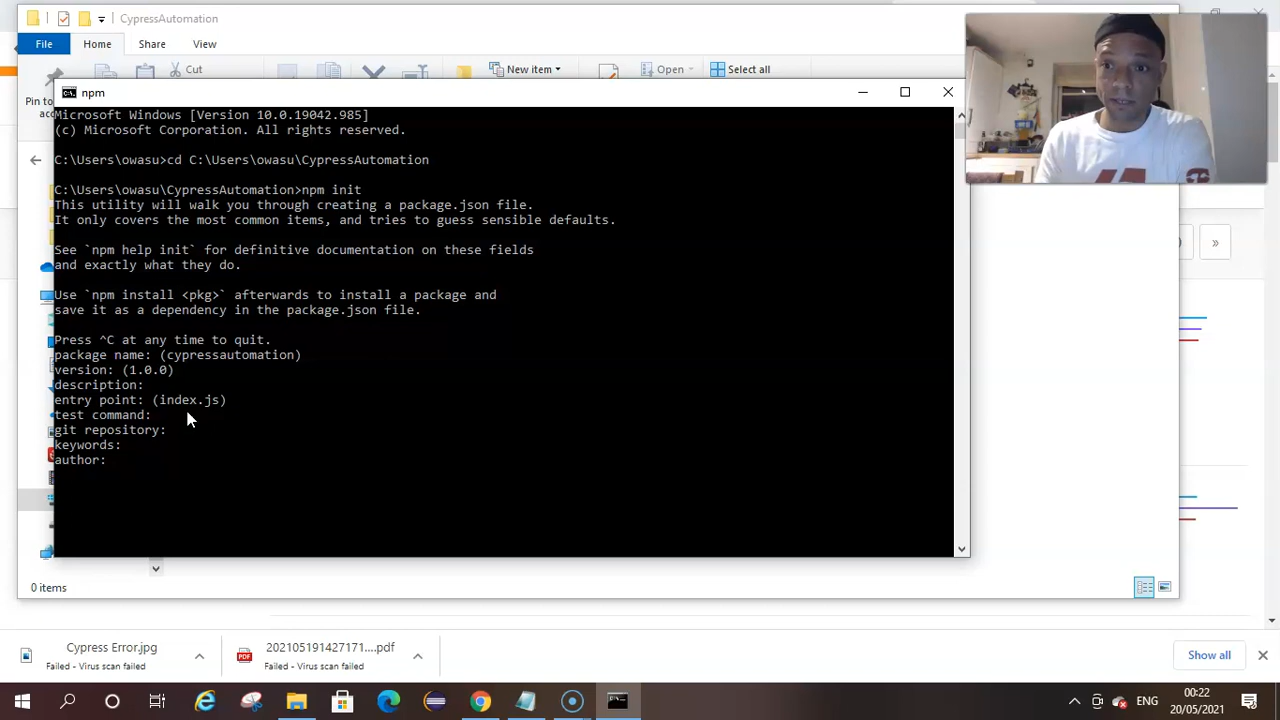 CypressAutomation
File Home Share View
Cut
New item
Open
Select all
Pin to
npm
Microsoft Windows [Version 10.0.19042.985]
(c) Microsoft Corporation. All rights reserved.
C:\Users\owasu>cd C:\Users\owasu\CypressAutomation
C:\Users\owasu\CypressAutomation>npm init
This utility will walk you through creating a package.json file.
It only covers the most common items, and tries to guess sensible defaults.
See `npm help init` for definitive documentation on these fields
and exactly what they do.
Use `npm install <pkg>` afterwards to install a package and
save it as a dependency in the package.json file.
Press ^C at any time to quit.
package name: (cypressautomation)
version: (1.0.0)
description:
entry point: (index.js)
test command:
git repository:
keywords:
author:
»
0 items
Cypress Error.jpg
Failed - Virus scan failed
202105191427171....pdf
Failed - Virus scan failed
Show all
ENG
00:22
20/05/2021